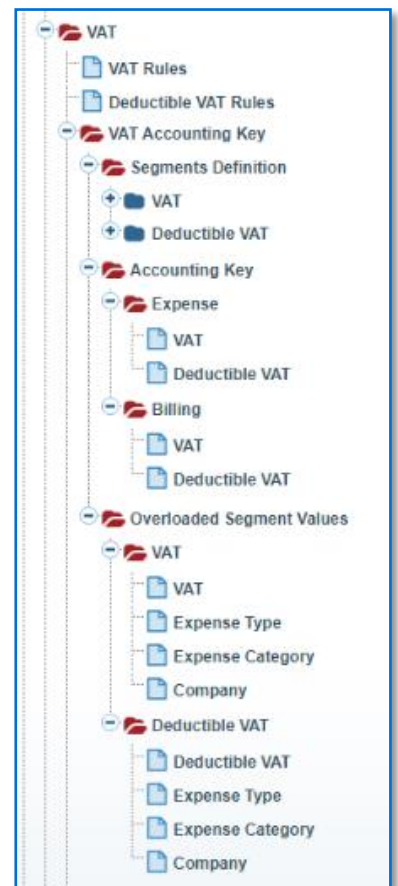 VAT
VAT Rules
Deductible VAT Rules
VAT Accounting Key
Segments Definition
VAT
Deductible VAT
Accounting Key
Expense
VAT
Deductible VAT
Billing
VAT
Deductible VAT
Overloaded Segment Values
VAT
VAT
Expense Type
Expense Category
Company
Deductible VAT
Deductible VAT
Expense Type
Expense Category
Company